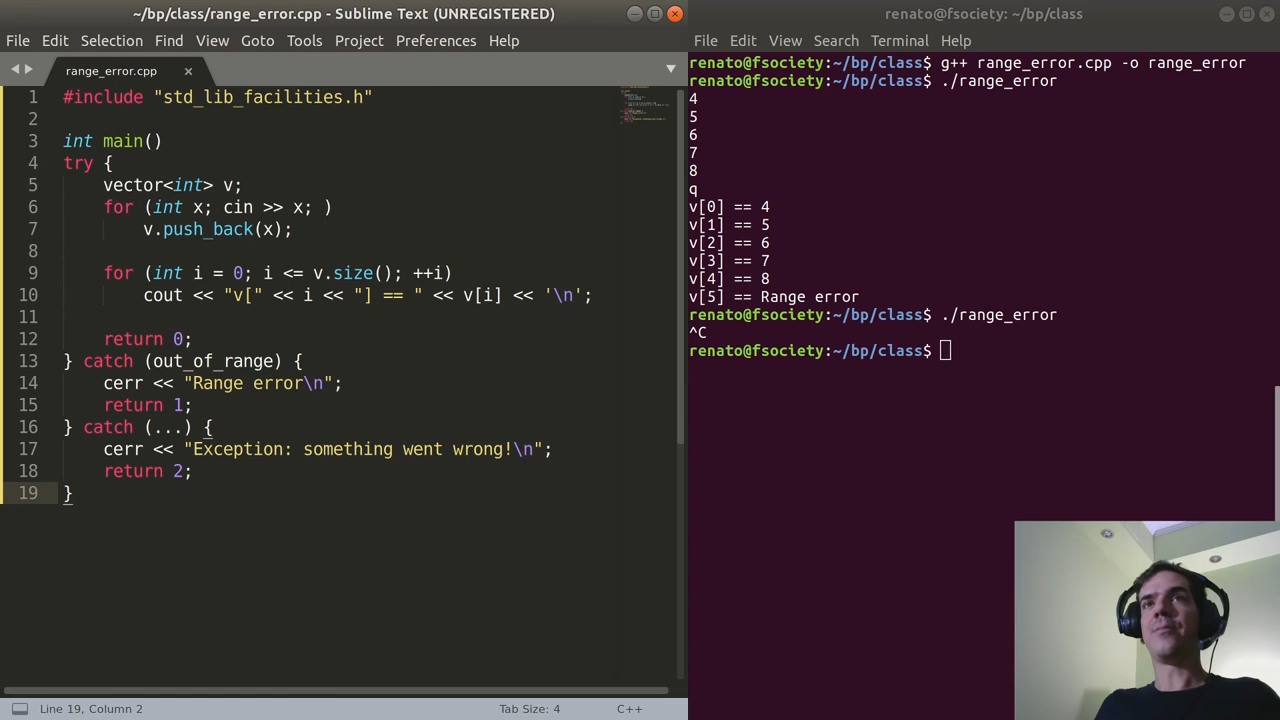 ~/bp/class/range_error.cpp - Sublime Text (UNREGISTERED)
File Edit Selection Find View Goto Tools Project Preferences Help
range_error.cpp ×
1 #include "std_lib_facilities.h"
2
3 int main()
4 try {
5 vector<int> v;
6 for (int x; cin >> x; )
7 v.push_back(x);
8
9 for (int i = 0; i <= v.size(); ++i)
10 cout << "v[" << i << "] == " << v[i] << '\n';
11
12 return 0;
13 } catch (out_of_range) {
14 cerr << "Range error\n";
15 return 1;
16 } catch (...) {
17 cerr << "Exception: something went wrong!\n";
18 return 2;
19 }
Line 19, Column 2 Tab Size: 4 C++
renato@fsociety: ~/bp/class
File Edit View Search Terminal Help
renato@fsociety:~/bp/class$ g++ range_error.cpp -o range_error
renato@fsociety:~/bp/class$ ./range_error
4
5
6
7
8
q
v[0] == 4
v[1] == 5
v[2] == 6
v[3] == 7
v[4] == 8
v[5] == Range error
renato@fsociety:~/bp/class$ ./range_error
^C
renato@fsociety:~/bp/class$